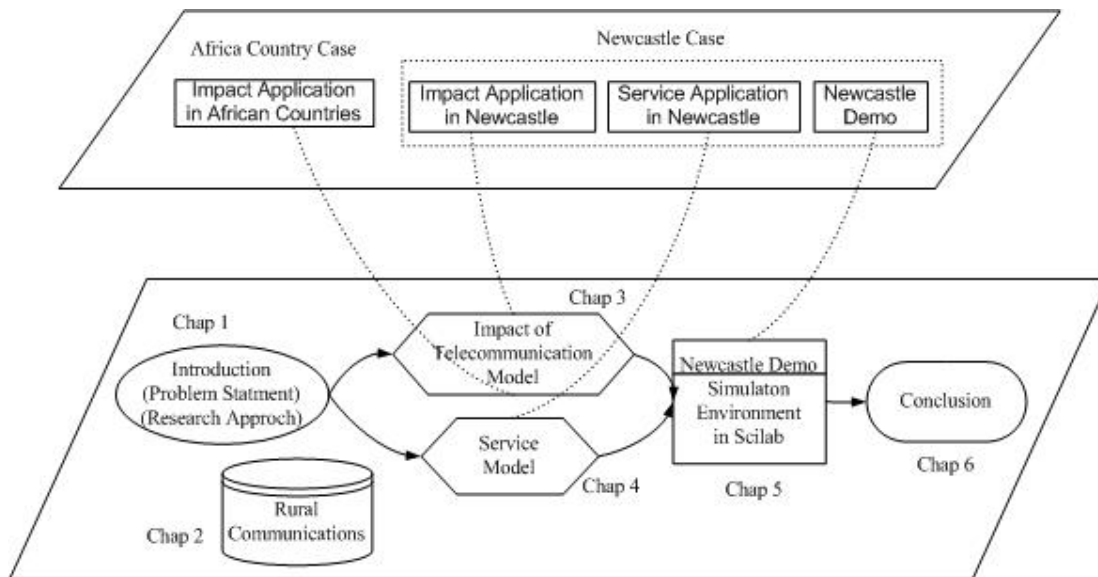 Africa Country Case
Newcastle Case
Impact Application
in African Countries
Impact Application
in Newcastle
Service Application
in Newcastle
Newcastle
Demo
Chap 1
Introduction
(Problem Statment)
(Research Approch)
Chap 2
Rural
Communications
Chap 3
Impact of
Telecommunication
Model
Service
Model
Chap 4
Newcastle Demo
Simulaton
Environment
in Scilab
Chap 5
Conclusion
Chap 6